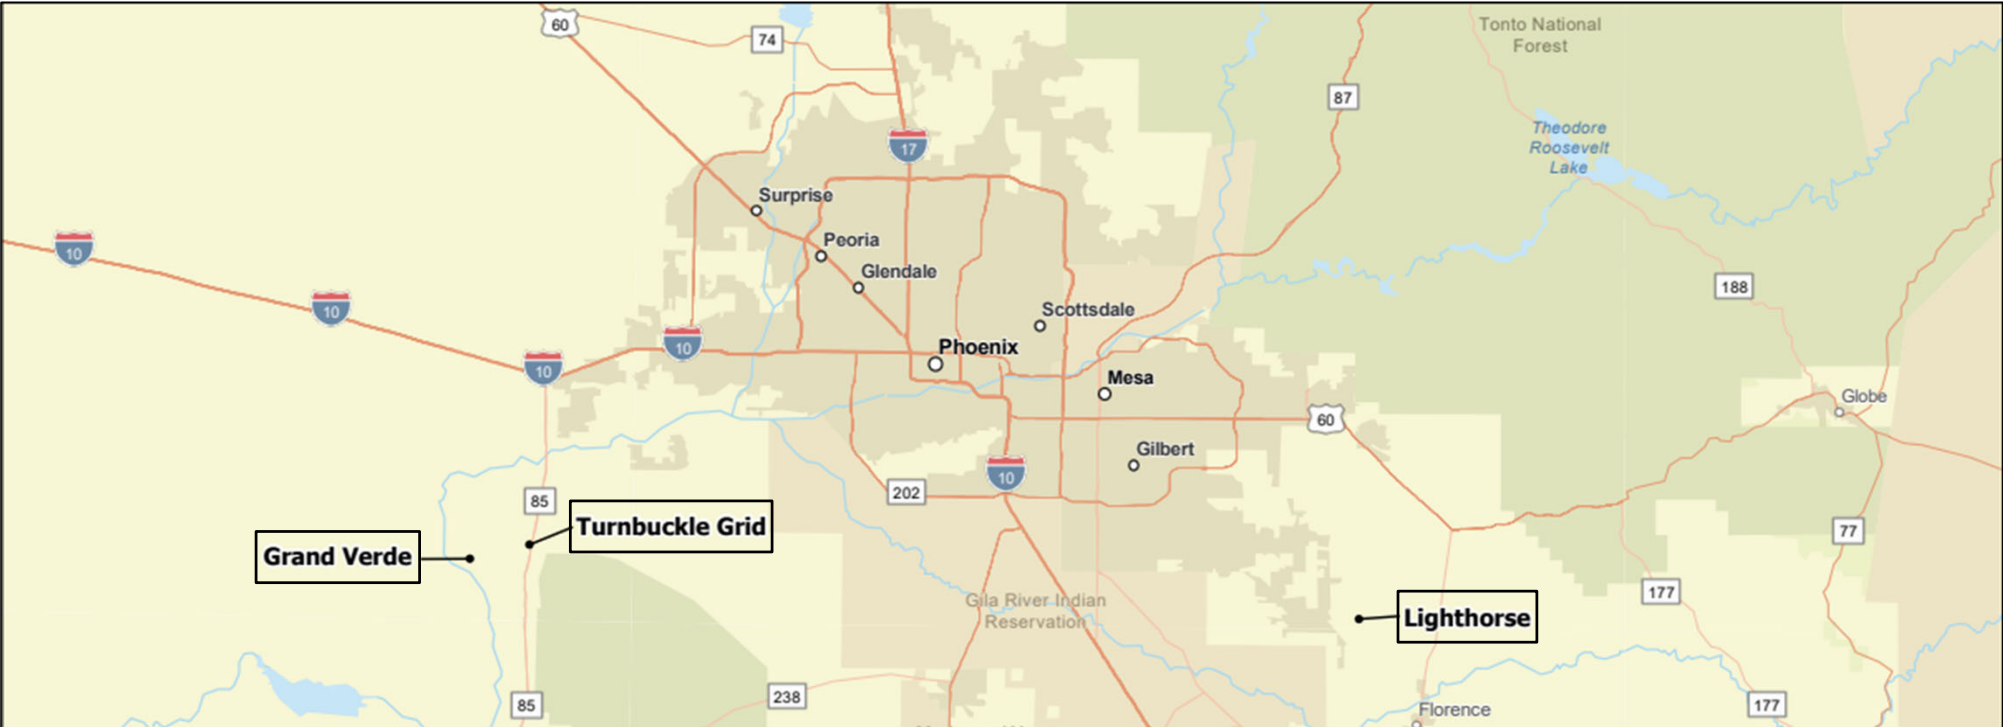 60
74
Tonto National
Forest
87
Theodore
Roosevelt
Lake
17
Surprise
Peoria
10
Glendale
188
10
Scottsdale
10
Phoenix
10
Mesa
Globe
60
Gilbert
10
202
85
Turnbuckle Grid
77
Grand Verde
177
Gila River Indian
Reservation
Lighthorse
238
85
177
Florence